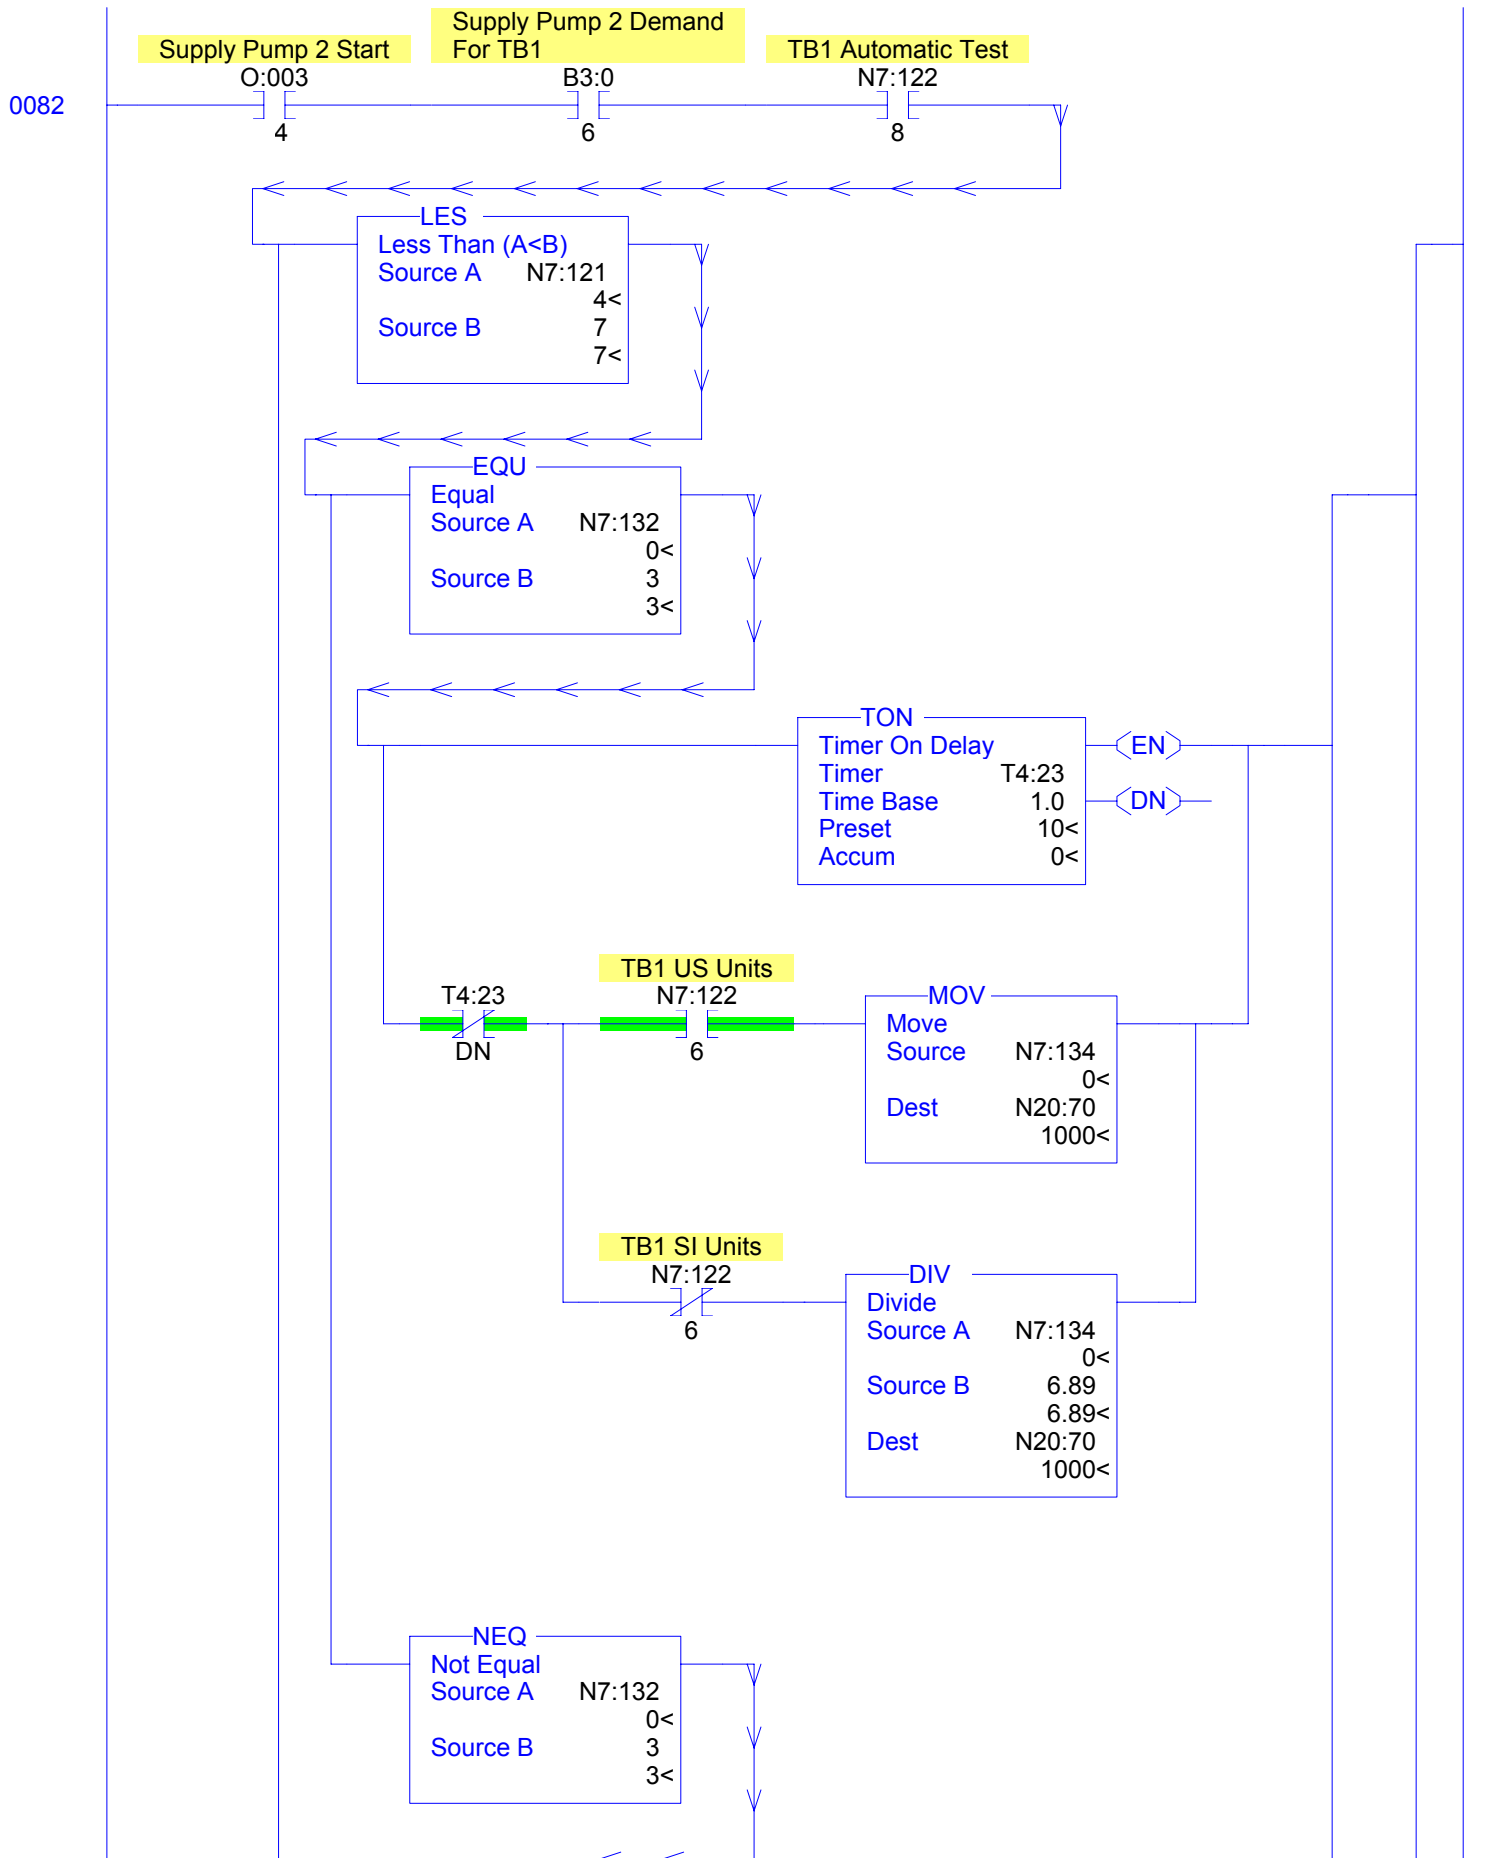 Supply Pump 2 Start
Supply Pump 2 Demand
For TB1
TB1 Automatic Test
O:003
B3:0
N7:122
0082
4
6
8
LES
Less Than (A<B)
Source A N7:121
4<
Source B 7
7<
EQU
Equal
Source A N7:132
0<
Source B 3
3<
TON
Timer On Delay
EN
Timer T4:23
Time Base 1.0
DN
Preset 10<
Accum 0<
TB1 US Units
T4:23
N7:122
DN
6
MOV
Move
Source N7:134
0<
Dest N20:70
1000<
TB1 SI Units
N7:122
6
DIV
Divide
Source A N7:134
0<
Source B 6.89
6.89<
Dest N20:70
1000<
NEQ
Not Equal
Source A N7:132
0<
Source B 3
3<